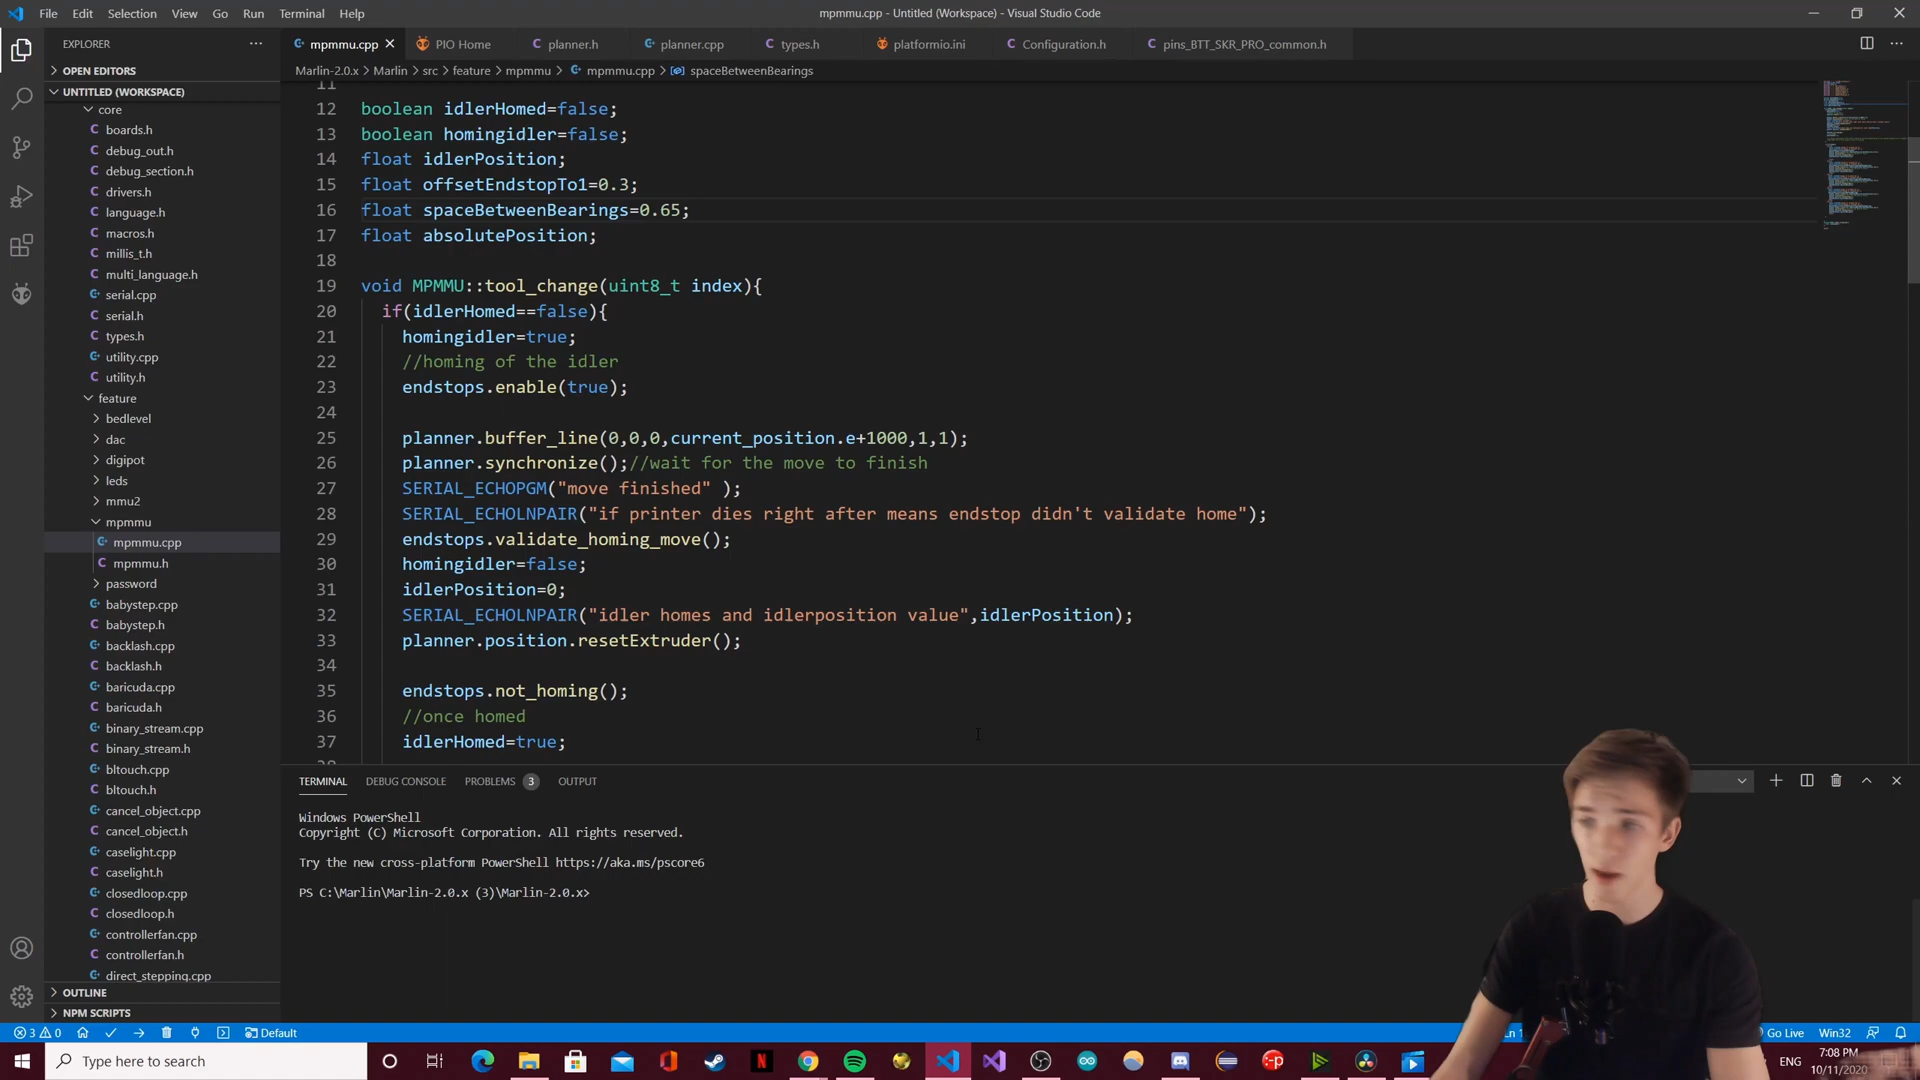 File Edit Selection View Go Run Terminal Help
mpmmu.cpp - Untitled (Workspace) - Visual Studio Code
EXPLORER
mpmmu.cpp
PIO Home
planner.h
planner.cpp
types.h
platformio.ini
Configuration.h
pins_BTT_SKR_PRO_common.h
OPEN EDITORS
Marlin-2.0.x > Marlin > src > feature > mpmmu > mpmmu.cpp > spaceBetweenBearings
UNTITLED (WORKSPACE)
core
boards.h
debug_out.h
debug_section.h
drivers.h
language.h
macros.h
millis_t.h
multi_language.h
serial.cpp
serial.h
types.h
utility.cpp
utility.h
feature
bedlevel
dac
digipot
leds
mmu2
mpmmu
mpmmu.cpp
mpmmu.h
password
babystep.cpp
babystep.h
backlash.cpp
backlash.h
baricuda.cpp
baricuda.h
binary_stream.cpp
binary_stream.h
bltouch.cpp
bltouch.h
cancel_object.cpp
cancel_object.h
caselight.cpp
caselight.h
closedloop.cpp
closedloop.h
controllerfan.cpp
controllerfan.h
direct_stepping.cpp
OUTLINE
NPM SCRIPTS
11
12 boolean idlerHomed=false;
13 boolean homingidler=false;
14 float idlerPosition;
15 float offsetEndstopTo1=0.3;
16 float spaceBetweenBearings=0.65;
17 float absolutePosition;
18
19 void MPMMU::tool_change(uint8_t index){
20 if(idlerHomed==false){
21 homingidler=true;
22 //homing of the idler
23 endstops.enable(true);
24
25 planner.buffer_line(0,0,0,current_position.e+1000,1,1);
26 planner.synchronize();//wait for the move to finish
27 SERIAL_ECHOPGM("move finished" );
28 SERIAL_ECHOLNPAIR("if printer dies right after means endstop didn't validate home");
29 endstops.validate_homing_move();
30 homingidler=false;
31 idlerPosition=0;
32 SERIAL_ECHOLNPAIR("idler homes and idlerposition value",idlerPosition);
33 planner.position.resetExtruder();
34
35 endstops.not_homing();
36 //once homed
37 idlerHomed=true;
TERMINAL DEBUG CONSOLE PROBLEMS 3 OUTPUT
Windows PowerShell
Copyright (C) Microsoft Corporation. All rights reserved.
Try the new cross-platform PowerShell https://aka.ms/pscore6
PS C:\Marlin\Marlin-2.0.x (3)\Marlin-2.0.x>
3 0 Default
Ln 1
Go Live Win32
Type here to search
ENG
7:08 PM
10/11/2020